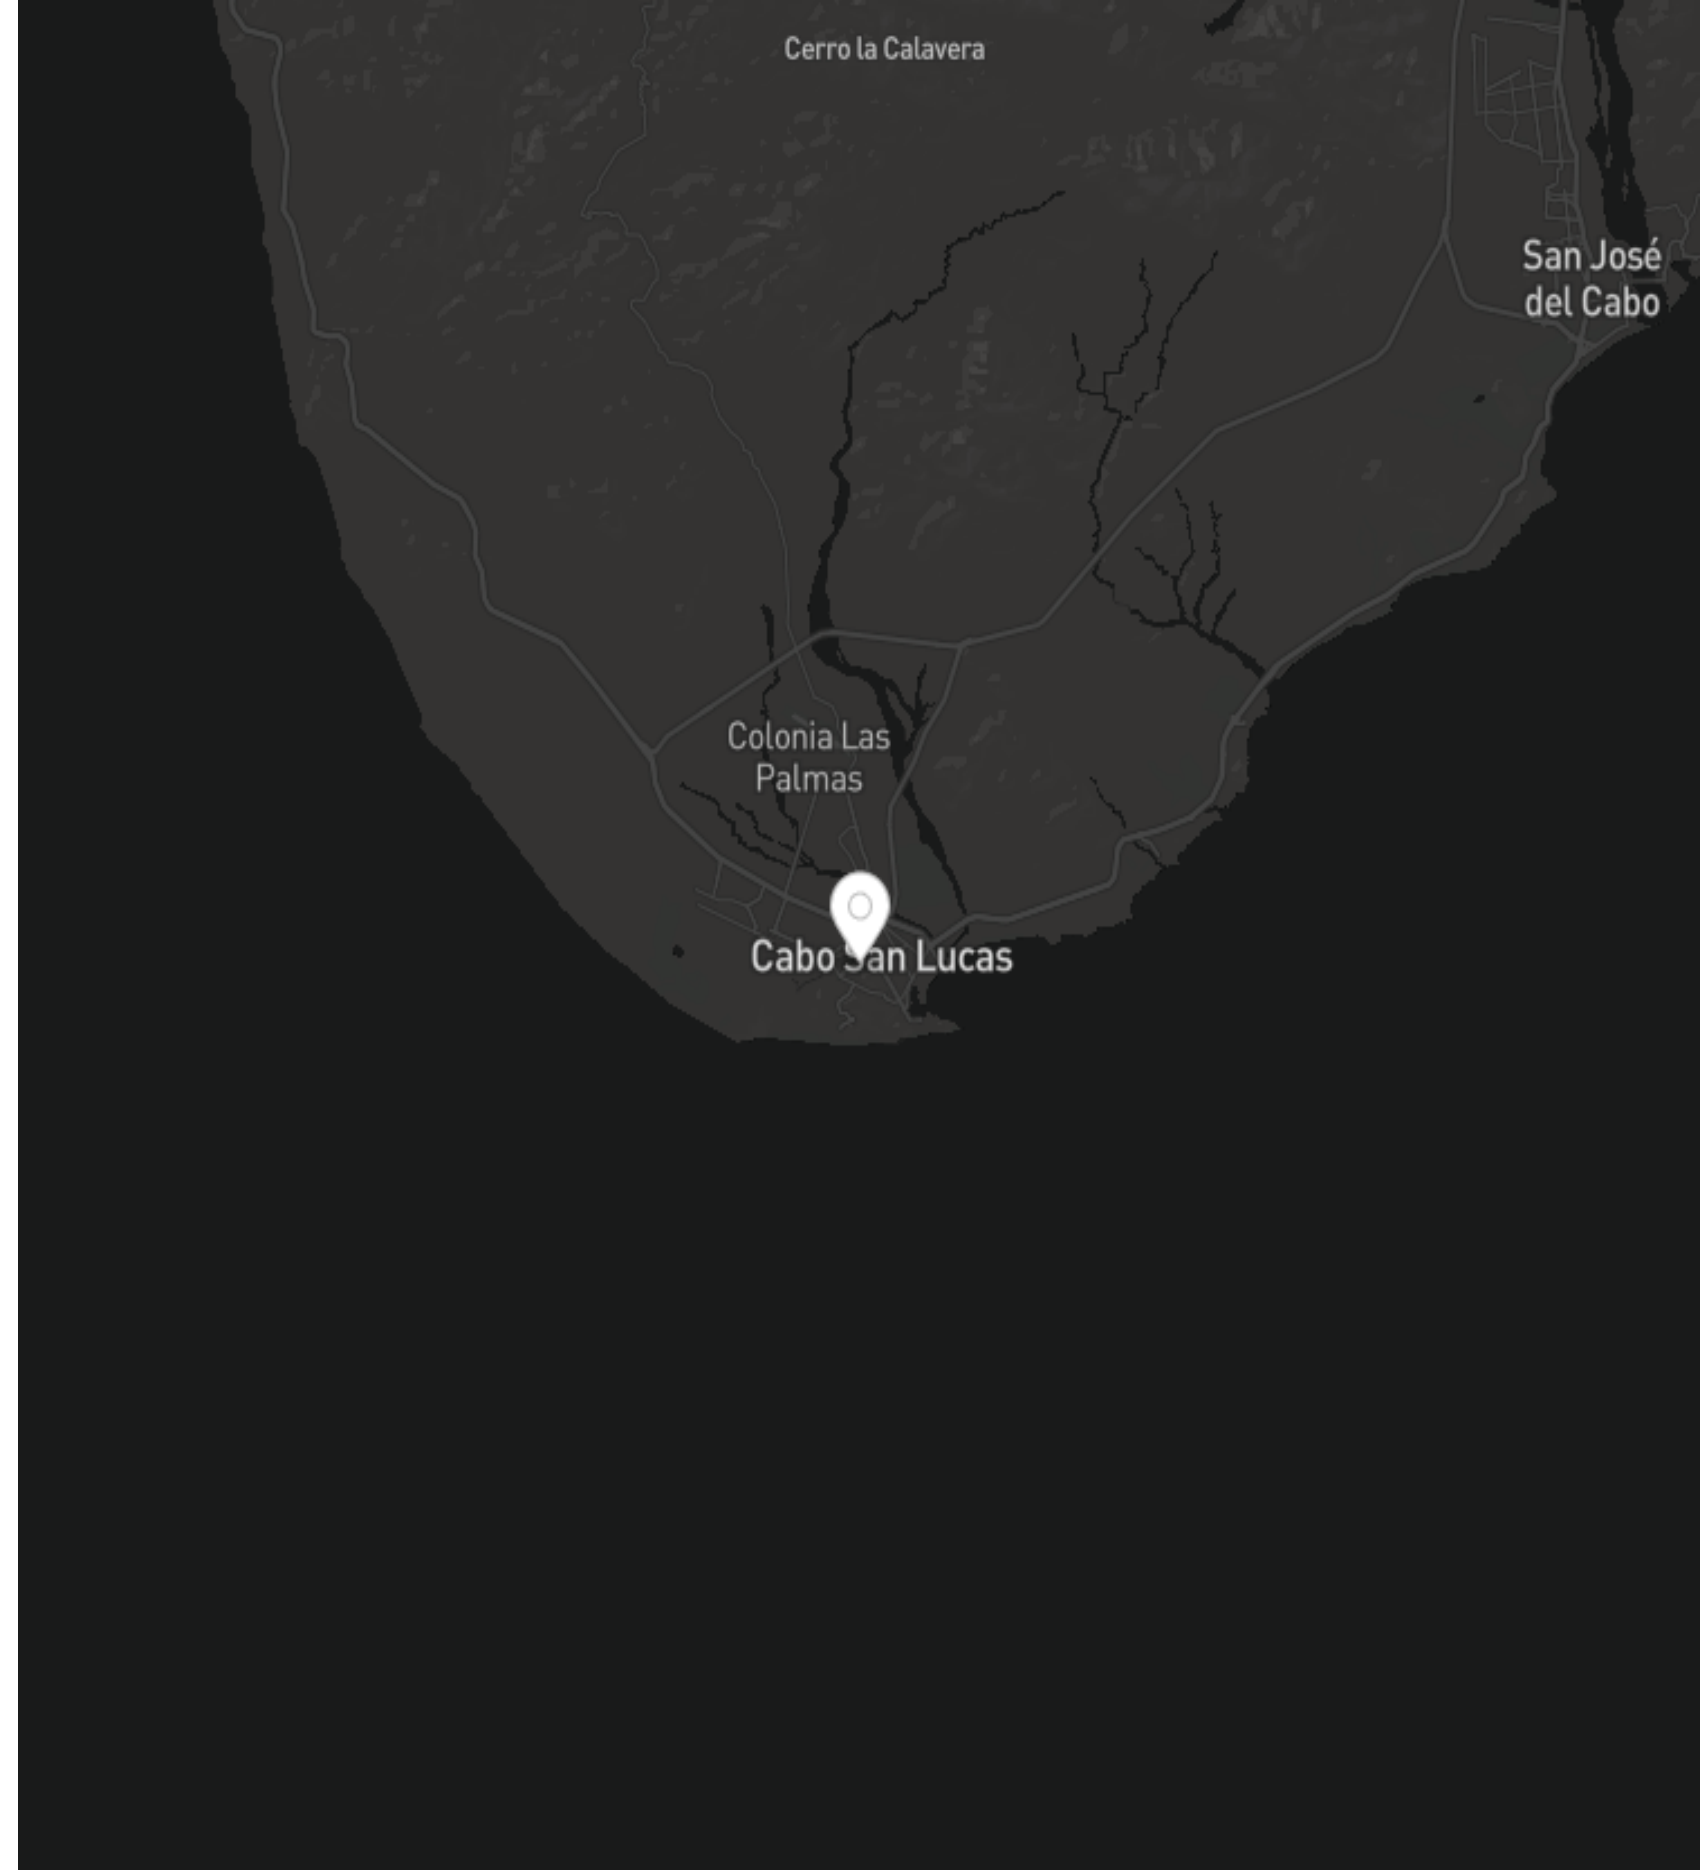 Cerro la Calavera
San José
del Cabo
Colonia Las
Palmas
Cabo San Lucas